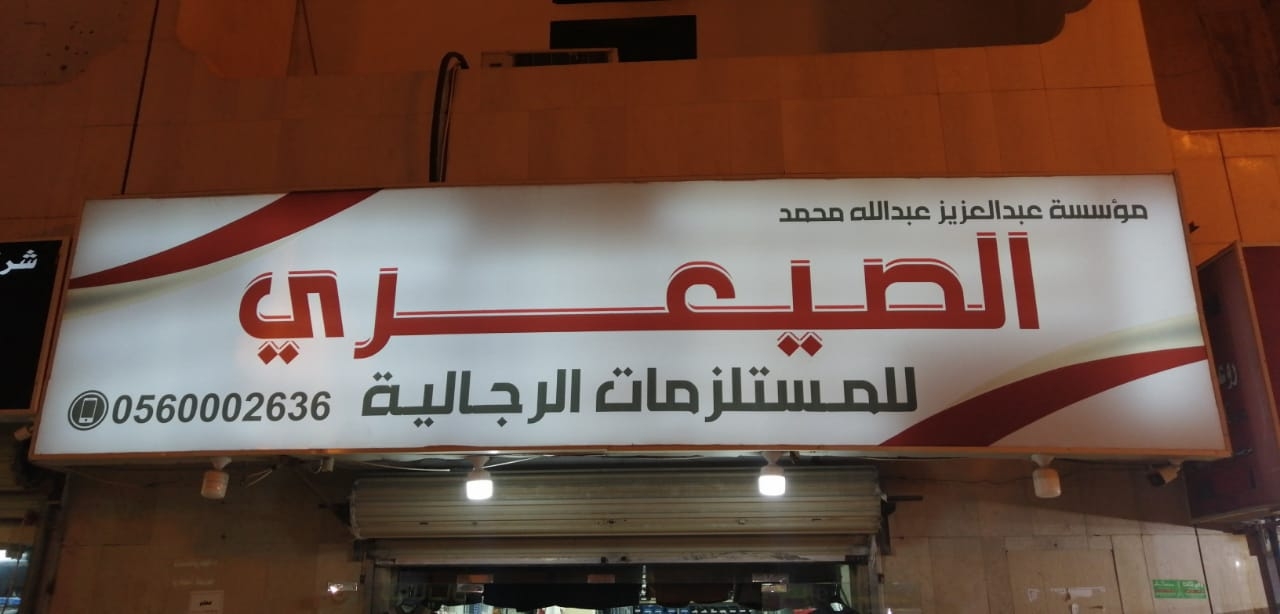 مؤسسة عبدالعزيز عبدالله محمد
الصيعري
للمستلزمات الرجالية
0560002636